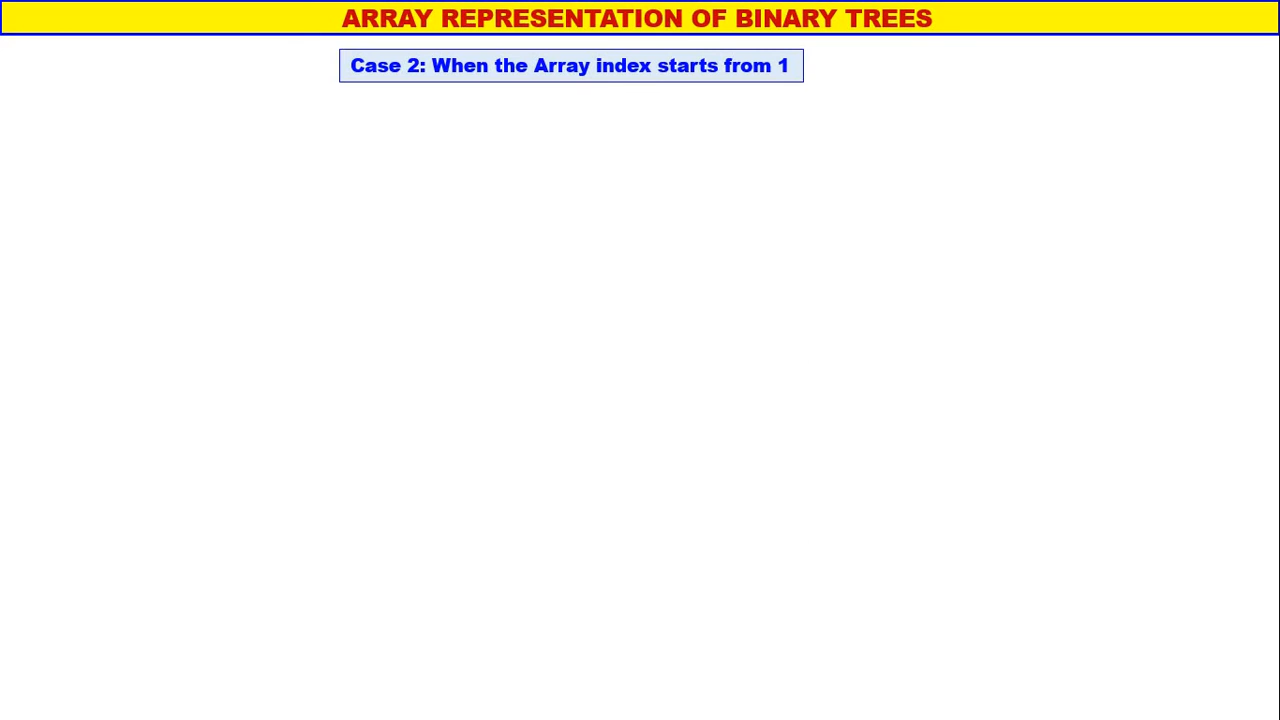 ARRAY REPRESENTATION OF BINARY TREES
Case 2: When the Array index starts from 1